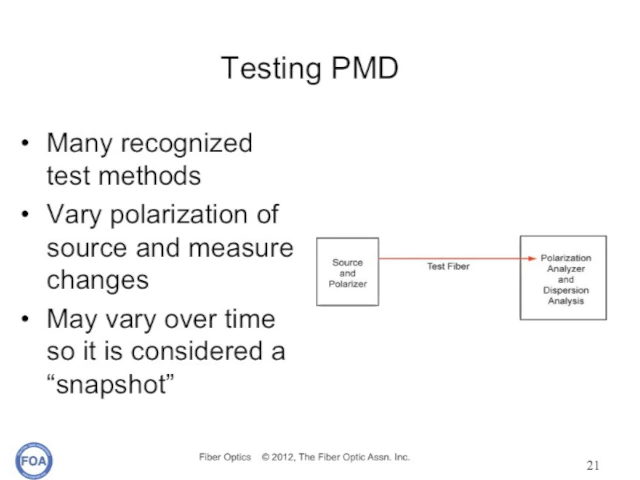 Testing PMD
• Many recognized
test methods
• Vary polarization of
source and measure
changes
• May vary over time
so it is considered a
“snapshot”
Source
and
Polarizer
Test Fiber
Polarization
Analyzer
and
Dispersion
Analysis
FOA
Fiber Optics © 2012, The Fiber Optic Assn. Inc.
21